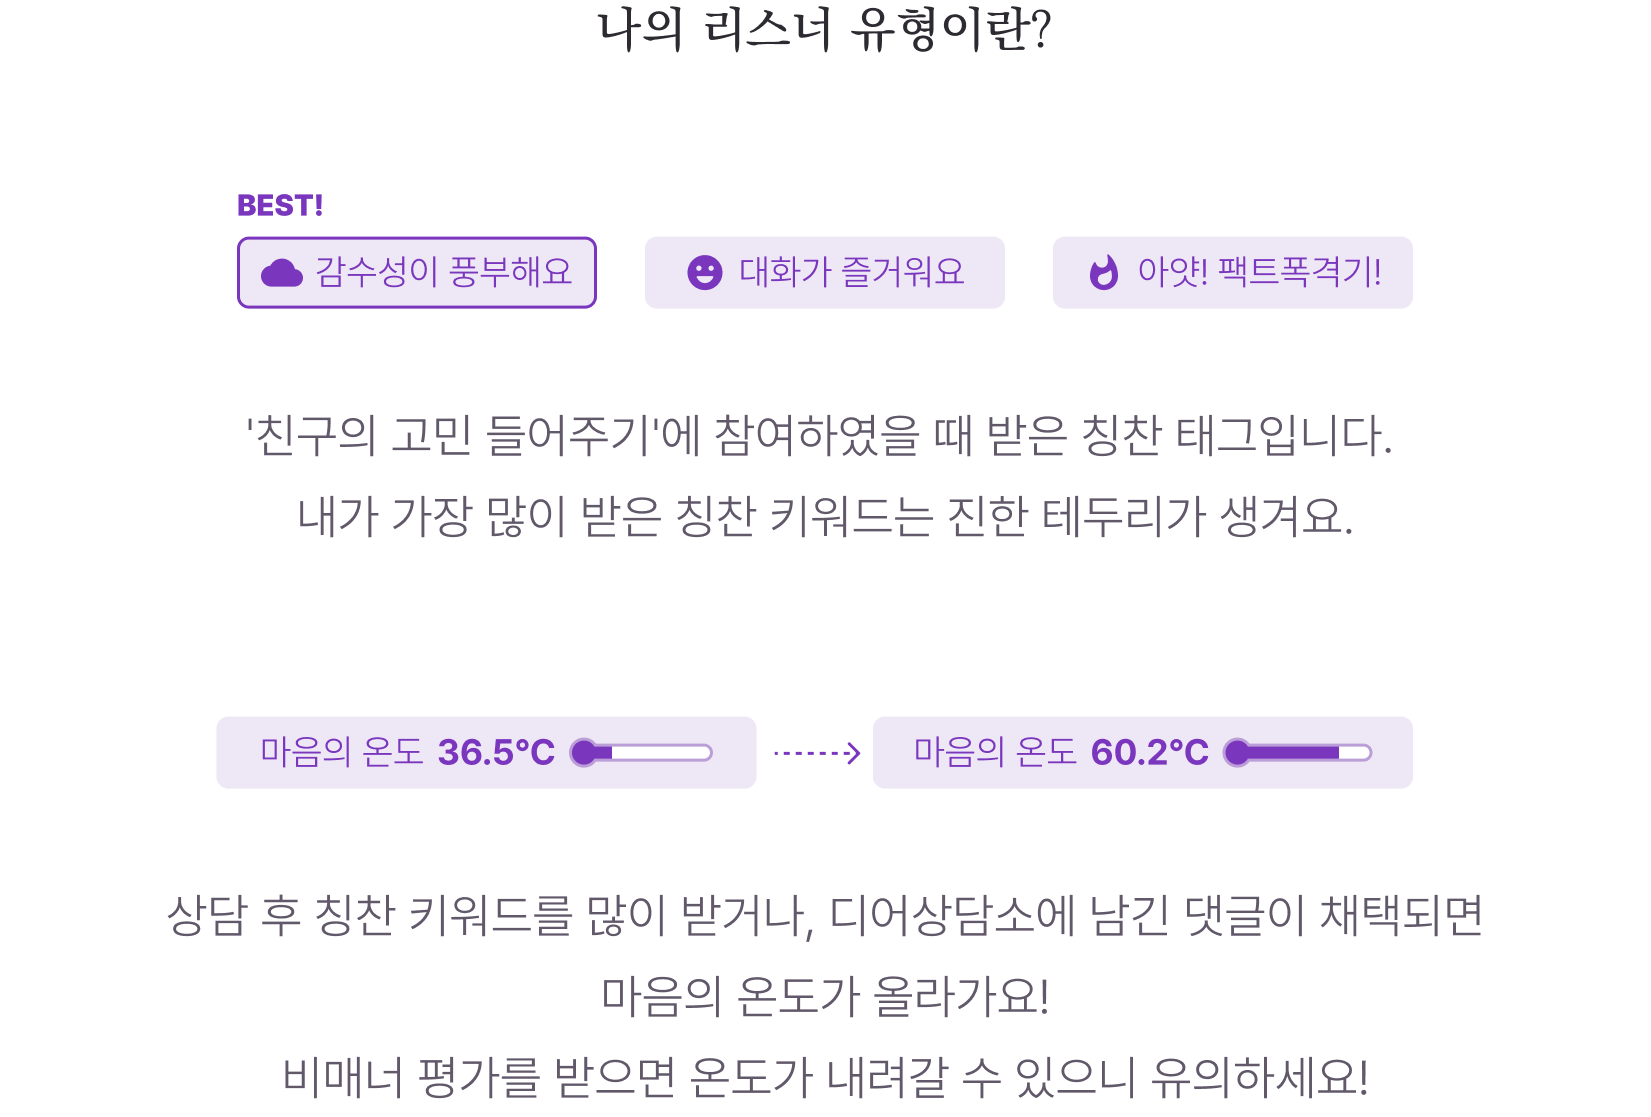 나의 리스너 유형이란?
BEST!
감수성이 풍부해요
대화가 즐거워요
아얏! 팩트폭격기!
'친구의 고민 들어주기'에 참여하였을 때 받은 칭찬 태그입니다.
내가 가장 많이 받은 칭찬 키워드는 진한 테두리가 생겨요.
마음의 온도 36.5°C
마음의 온도 60.2°C
상담 후 칭찬 키워드를 많이 받거나, 디어상담소에 남긴 댓글이 채택되면
마음의 온도가 올라가요!
비매너 평가를 받으면 온도가 내려갈 수 있으니 유의하세요!